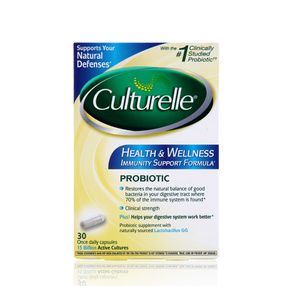 Supports Your
Natural
Defenses*
With the
#1 Clinically
Studied
Probiotic††
Culturelle®
HEALTH & WELLNESS
IMMUNITY SUPPORT FORMULA*
PROBIOTIC
• Restores the natural balance of good
bacteria in your digestive tract where
70% of the immune system is found*
• Clinical strength
Plus! Helps your digestive system work better*
Probiotic supplement with
naturally sourced Lactobacillus GG
30
Once daily capsules
15 Billion Active Cultures